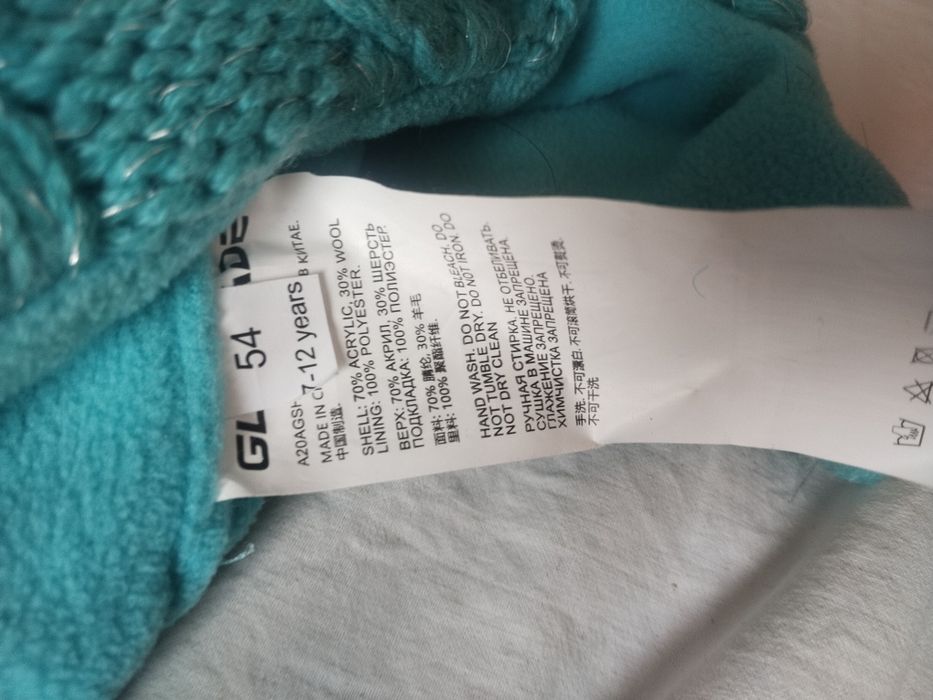 GL DE
54
7-12 years
A20AGSH В КИТАЕ.
MADE IN C
中国制造.
SHELL: 70% ACRYLIC, 30% WOOL
LINING: 100% POLYESTER.
ВЕРХ: 70% АКРИЛ, 30% ШЕРСТЬ
ПОДКЛАДКА: 100% ПОЛИЭСТЕР.
面料: 70% 腈纶, 30% 羊毛
里料: 100% 聚酯纤维.
HAND WASH. DO NOT BLEACH. DO
NOT TUMBLE DRY. DO NOT IRON. DO
NOT DRY CLEAN
РУЧНАЯ СТИРКА. НЕ ОТБЕЛИВАТЬ.
СУШКА В МАШИНЕ ЗАПРЕЩЕНА.
ГЛАЖЕНИЕ ЗАПРЕЩЕНО.
ХИМЧИСТКА ЗАПРЕЩЕНА
手洗. 不可漂白. 不可滚筒烘干. 不可熨烫.
不可干洗